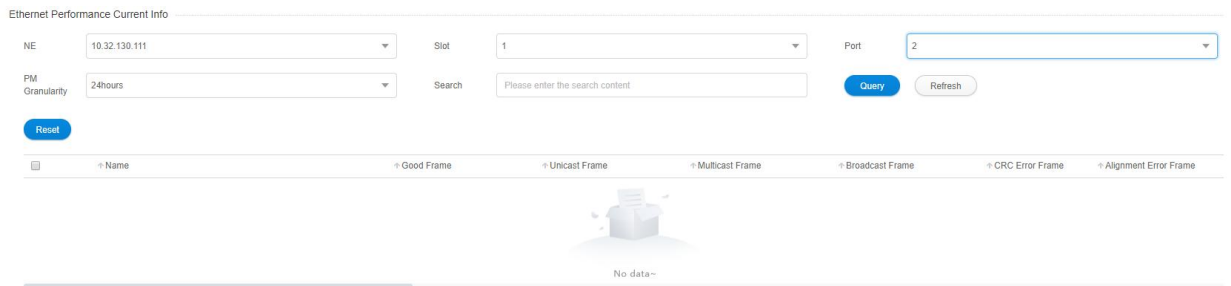 Ethernet Performance Current Info
NE 10.32.130.111 Slot 1 Port 2
PM Granularity 24hours Search Please enter the search content Query Refresh
Reset
Name Good Frame Unicast Frame Multicast Frame Broadcast Frame CRC Error Frame Alignment Error Frame
No data~